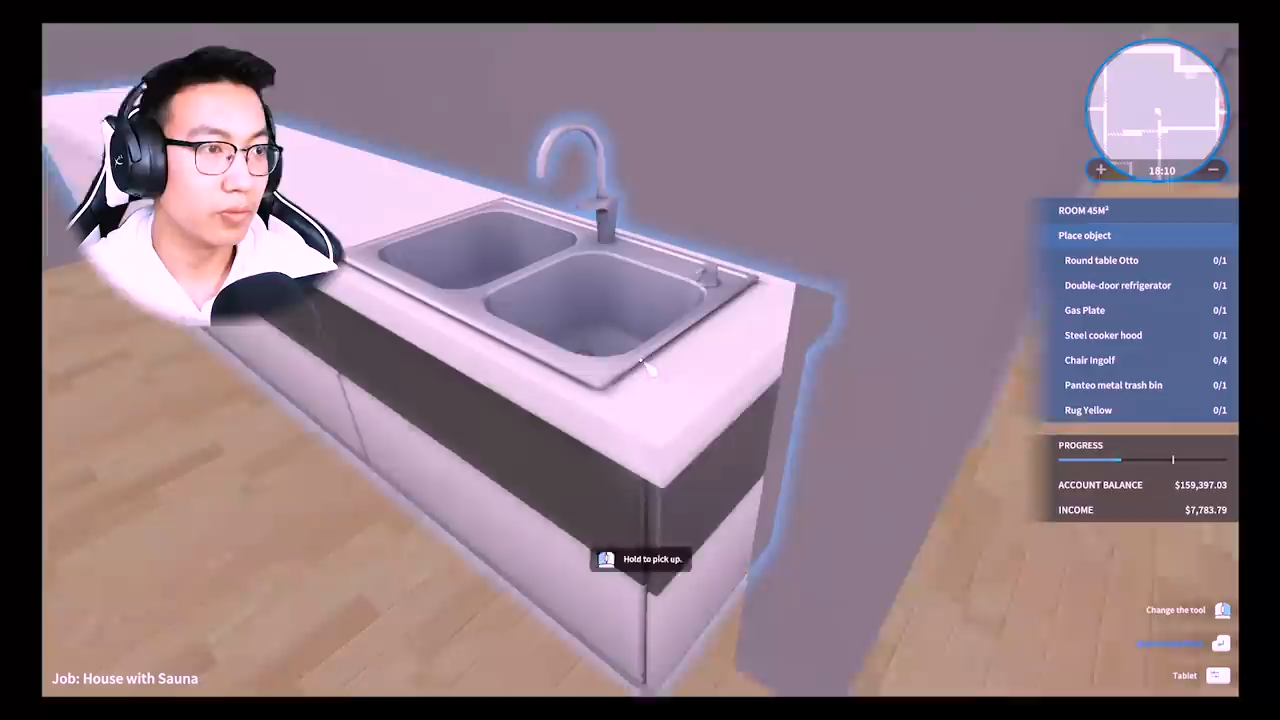 18:10
ROOM 45M²
Place object
Round table Otto 0/1
Double-door refrigerator 0/1
Gas Plate 0/1
Steel cooker hood 0/1
Chair Ingolf 0/4
Panteo metal trash bin 0/1
Rug Yellow 0/1
PROGRESS
ACCOUNT BALANCE $159,397.03
INCOME $7,783.79
Hold to pick up.
Change the tool
Tablet
Job: House with Sauna